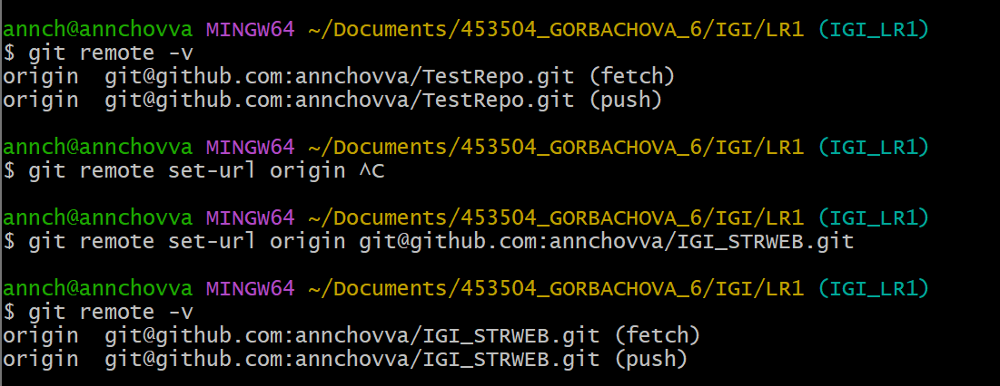 annch@annchovva MINGW64 ~/Documents/453504_GORBACHOVA_6/IGI/LR1 (IGI_LR1)
$ git remote -v
origin  git@github.com:annchovva/TestRepo.git (fetch)
origin  git@github.com:annchovva/TestRepo.git (push)
annch@annchovva MINGW64 ~/Documents/453504_GORBACHOVA_6/IGI/LR1 (IGI_LR1)
$ git remote set-url origin ^C
annch@annchovva MINGW64 ~/Documents/453504_GORBACHOVA_6/IGI/LR1 (IGI_LR1)
$ git remote set-url origin git@github.com:annchovva/IGI_STRWEB.git
annch@annchovva MINGW64 ~/Documents/453504_GORBACHOVA_6/IGI/LR1 (IGI_LR1)
$ git remote -v
origin  git@github.com:annchovva/IGI_STRWEB.git (fetch)
origin  git@github.com:annchovva/IGI_STRWEB.git (push)